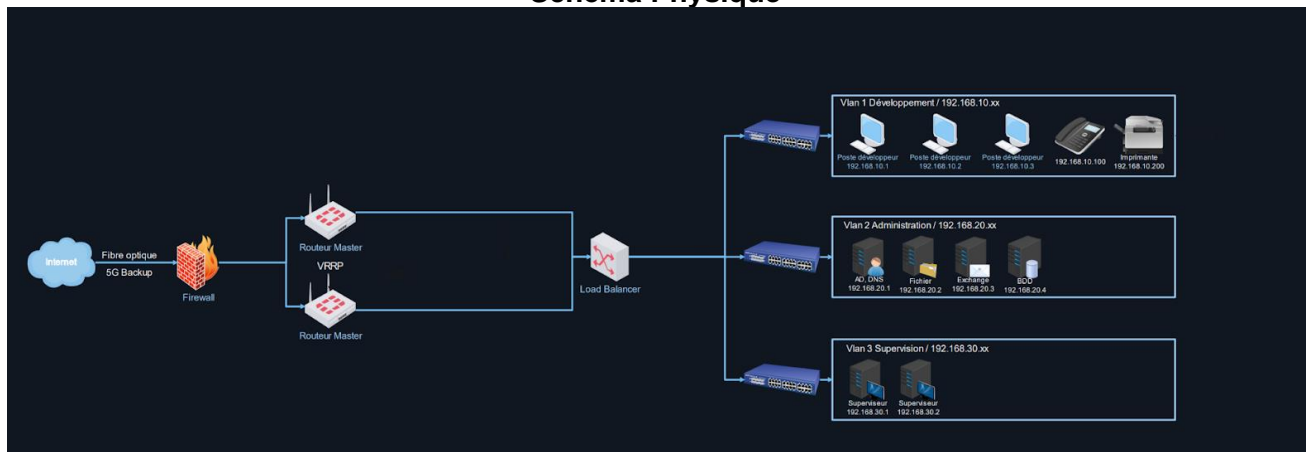 Schéma Physique
Internet
Fibre optique
5G Backup
Firewall
Routeur Master
VRRP
Routeur Master
Load Balancer
Vlan 1 Développement / 192.168.10.xx
Poste développeur
192.168.10.1
Poste développeur
192.168.10.2
Poste développeur
192.168.10.3
192.168.10.100
Imprimante
192.168.10.200
Vlan 2 Administration / 192.168.20.xx
AD, DNS
192.168.20.1
Fichier
192.168.20.2
Exchange
192.168.20.3
BDD
192.168.20.4
Vlan 3 Supervision / 192.168.30.xx
Superviseur
192.168.30.1
Superviseur
192.168.30.2